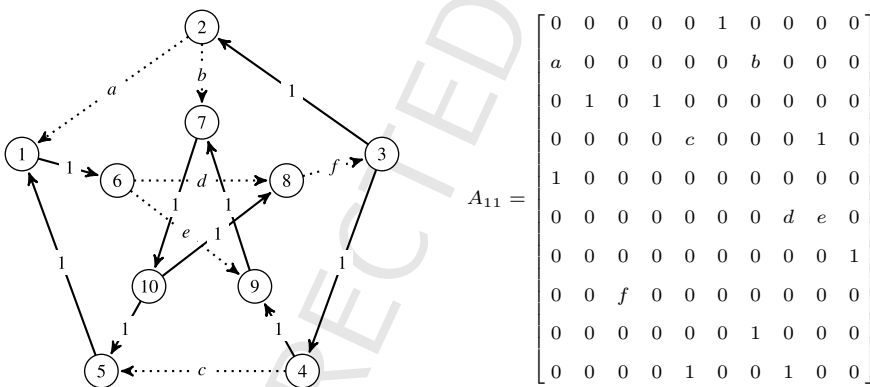 2
a
b
1
7
1
1
6
d
8
f
3
1
1
e
1
1
1
10
9
1
1
5
c
4
RECTED
A11 =
0 0 0 0 0 1 0 0 0 0
a 0 0 0 0 0 b 0 0 0
0 1 0 1 0 0 0 0 0 0
0 0 0 0 c 0 0 0 1 0
1 0 0 0 0 0 0 0 0 0
0 0 0 0 0 0 0 d e 0
0 0 0 0 0 0 0 0 0 1
0 0 f 0 0 0 0 0 0 0
0 0 0 0 0 0 1 0 0 0
0 0 0 0 1 0 0 1 0 0